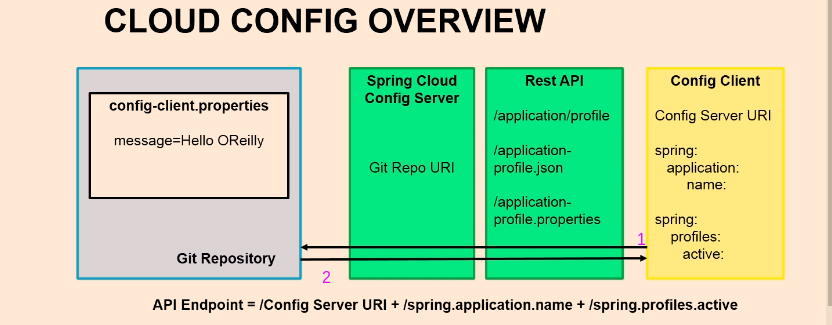 CLOUD CONFIG OVERVIEW
config-client.properties
message=Hello OReilly
Git Repository
Spring Cloud
Config Server
Git Repo URI
Rest API
/application/profile
/application-
profile.json
/application-
profile.properties
Config Client
Config Server URI
spring:
application:
name:
spring:
profiles:
active:
1
2
API Endpoint = /Config Server URI + /spring.application.name + /spring.profiles.active